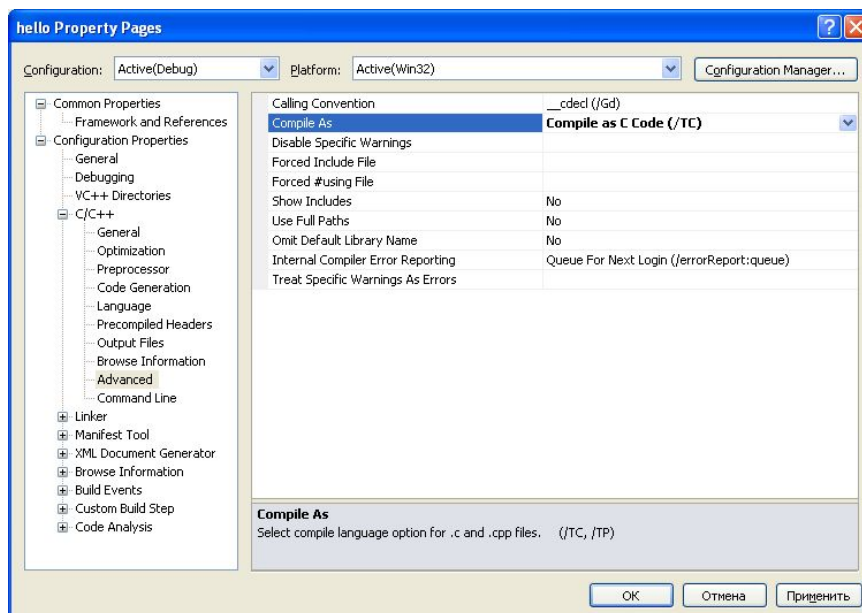 hello Property Pages
Configuration: Active(Debug) Platform: Active(Win32) Configuration Manager...
Common Properties
Framework and References
Configuration Properties
General
Debugging
VC++ Directories
C/C++
General
Optimization
Preprocessor
Code Generation
Language
Precompiled Headers
Output Files
Browse Information
Advanced
Command Line
Linker
Manifest Tool
XML Document Generator
Browse Information
Build Events
Custom Build Step
Code Analysis
Calling Convention __cdecl (/Gd)
Compile As Compile as C Code (/TC)
Disable Specific Warnings
Forced Include File
Forced #using File
Show Includes No
Use Full Paths No
Omit Default Library Name No
Internal Compiler Error Reporting Queue For Next Login (/errorReport:queue)
Treat Specific Warnings As Errors
Compile As
Select compile language option for .c and .cpp files. (/TC, /TP)
OK Отмена Применить